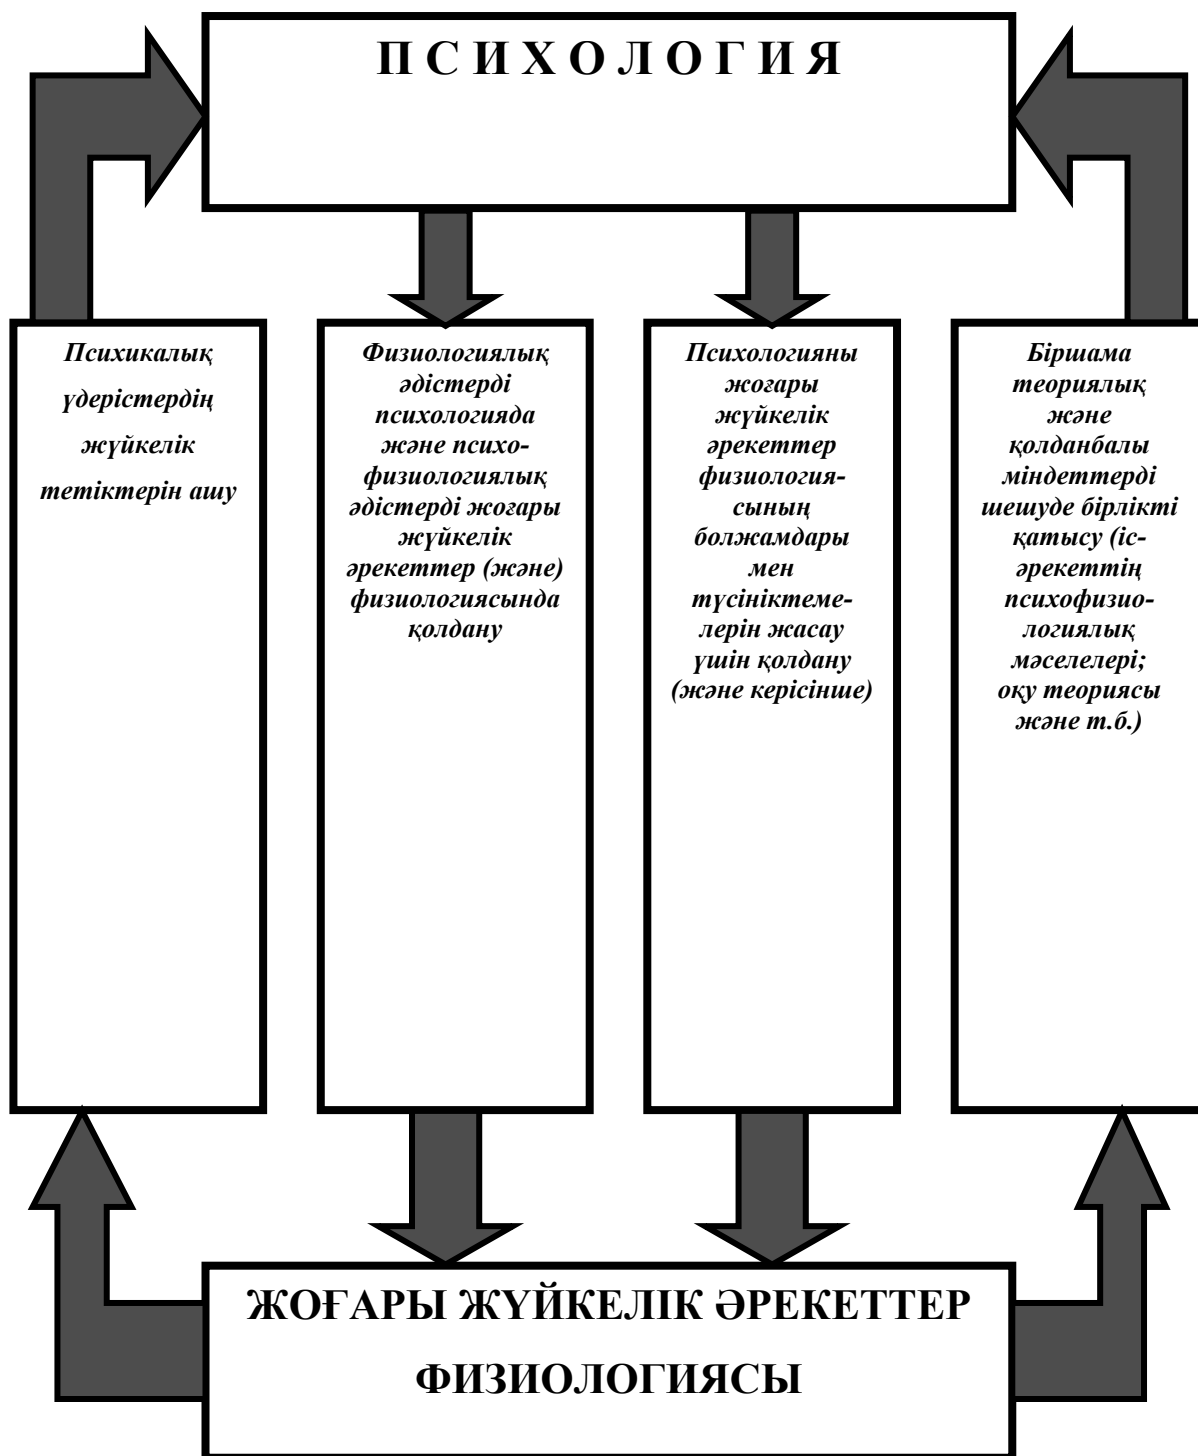 П С И Х О Л О Г И Я
Психикалық
үдерістердің
жүйкелік
тетіктерін ашу
Физиологиялық
әдістерді
психологияда
және психо-
физиологиялық
әдістерді жоғары
жүйкелік
әрекеттер (және)
физиологиясында
қолдану
Психологияны
жоғары
жүйкелік
әрекеттер
физиология-
сының
болжамдары
мен
түсініктеме-
лерін жасау
үшін қолдану
(және керісінше)
Біршама
теориялық
және
қолданбалы
міндеттерді
шешуде бірлікті
қатысу (іс-
әрекеттің
психофизио-
логиялық
мәселелері;
оқу теориясы
және т.б.)
ЖОҒАРЫ ЖҮЙКЕЛІК ӘРЕКЕТТЕР
ФИЗИОЛОГИЯСЫ